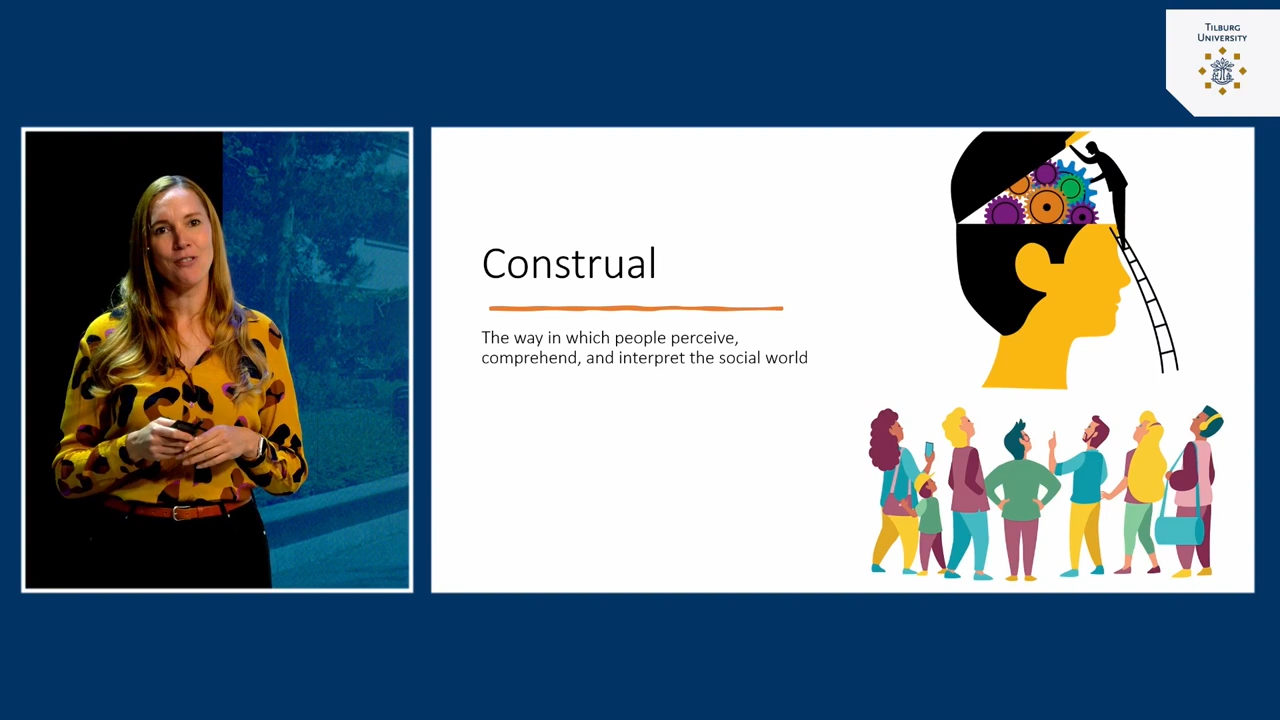 TILBURG
UNIVERSITY
Construal
The way in which people perceive,
comprehend, and interpret the social world